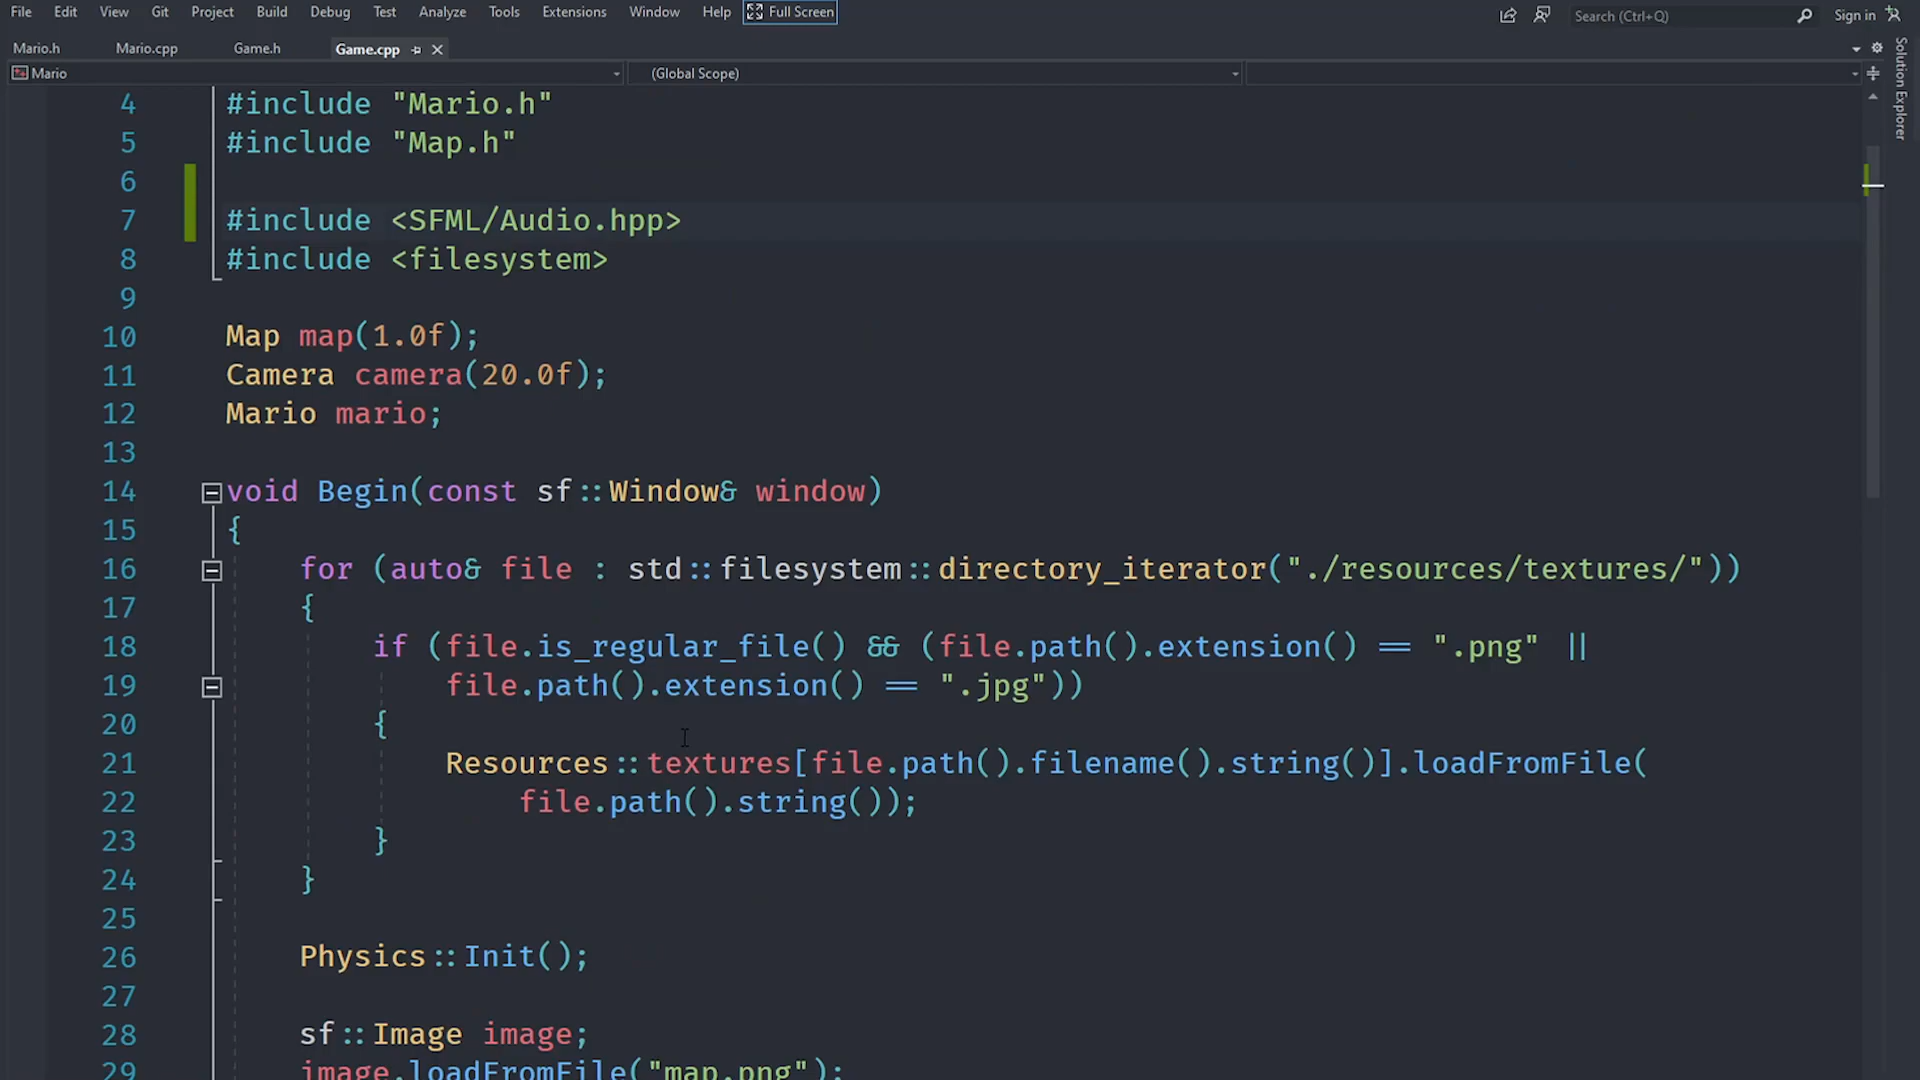 File Edit View Git Project Build Debug Test Analyze Tools Extensions Window Help Full Screen Search (Ctrl+Q) Sign in
Mario.h Mario.cpp Game.h Game.cpp
Mario (Global Scope)
Solution Explorer
4 #include "Mario.h"
5 #include "Map.h"
6
7 #include <SFML/Audio.hpp>
8 #include <filesystem>
9
10 Map map(1.0f);
11 Camera camera(20.0f);
12 Mario mario;
13
14 void Begin(const sf::Window& window)
15 {
16 for (auto& file : std::filesystem::directory_iterator("./resources/textures/"))
17 {
18 if (file.is_regular_file() && (file.path().extension() == ".png" ||
19 file.path().extension() == ".jpg"))
20 {
21 Resources::textures[file.path().filename().string()].loadFromFile(
22 file.path().string());
23 }
24 }
25
26 Physics::Init();
27
28 sf::Image image;
29 image.loadFromFile("map.png");